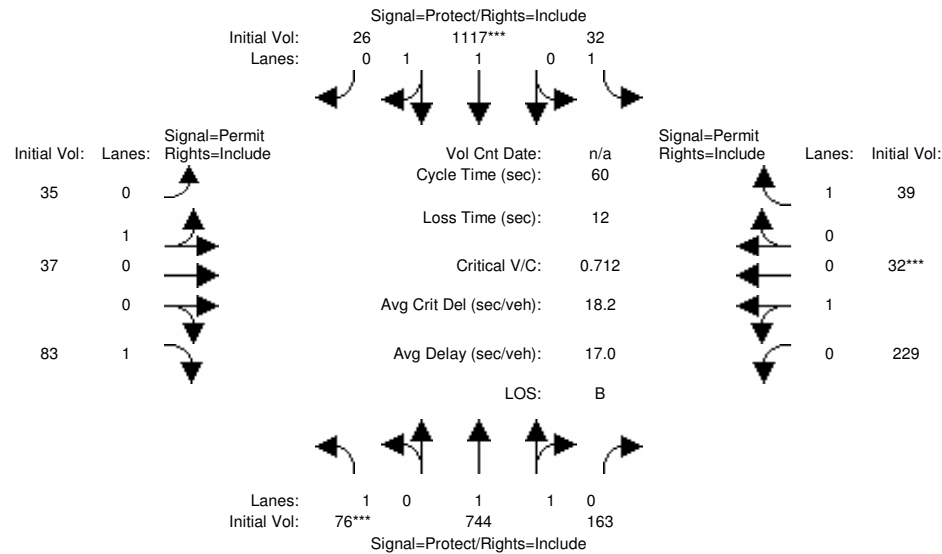 Signal=Protect/Rights=Include
Initial Vol: 26 1117*** 32
Lanes: 0 1 1 0 1
Signal=Permit Signal=Permit
Initial Vol: Lanes: Rights=Include Vol Cnt Date: n/a Rights=Include Lanes: Initial Vol:
Cycle Time (sec): 60
35 0 1 39
Loss Time (sec): 12
1 0
37 0 Critical V/C: 0.712 0 32***
0 Avg Crit Del (sec/veh): 18.2 1
83 1 Avg Delay (sec/veh): 17.0 0 229
LOS: B
Lanes: 1 0 1 1 0
Initial Vol: 76*** 744 163
Signal=Protect/Rights=Include